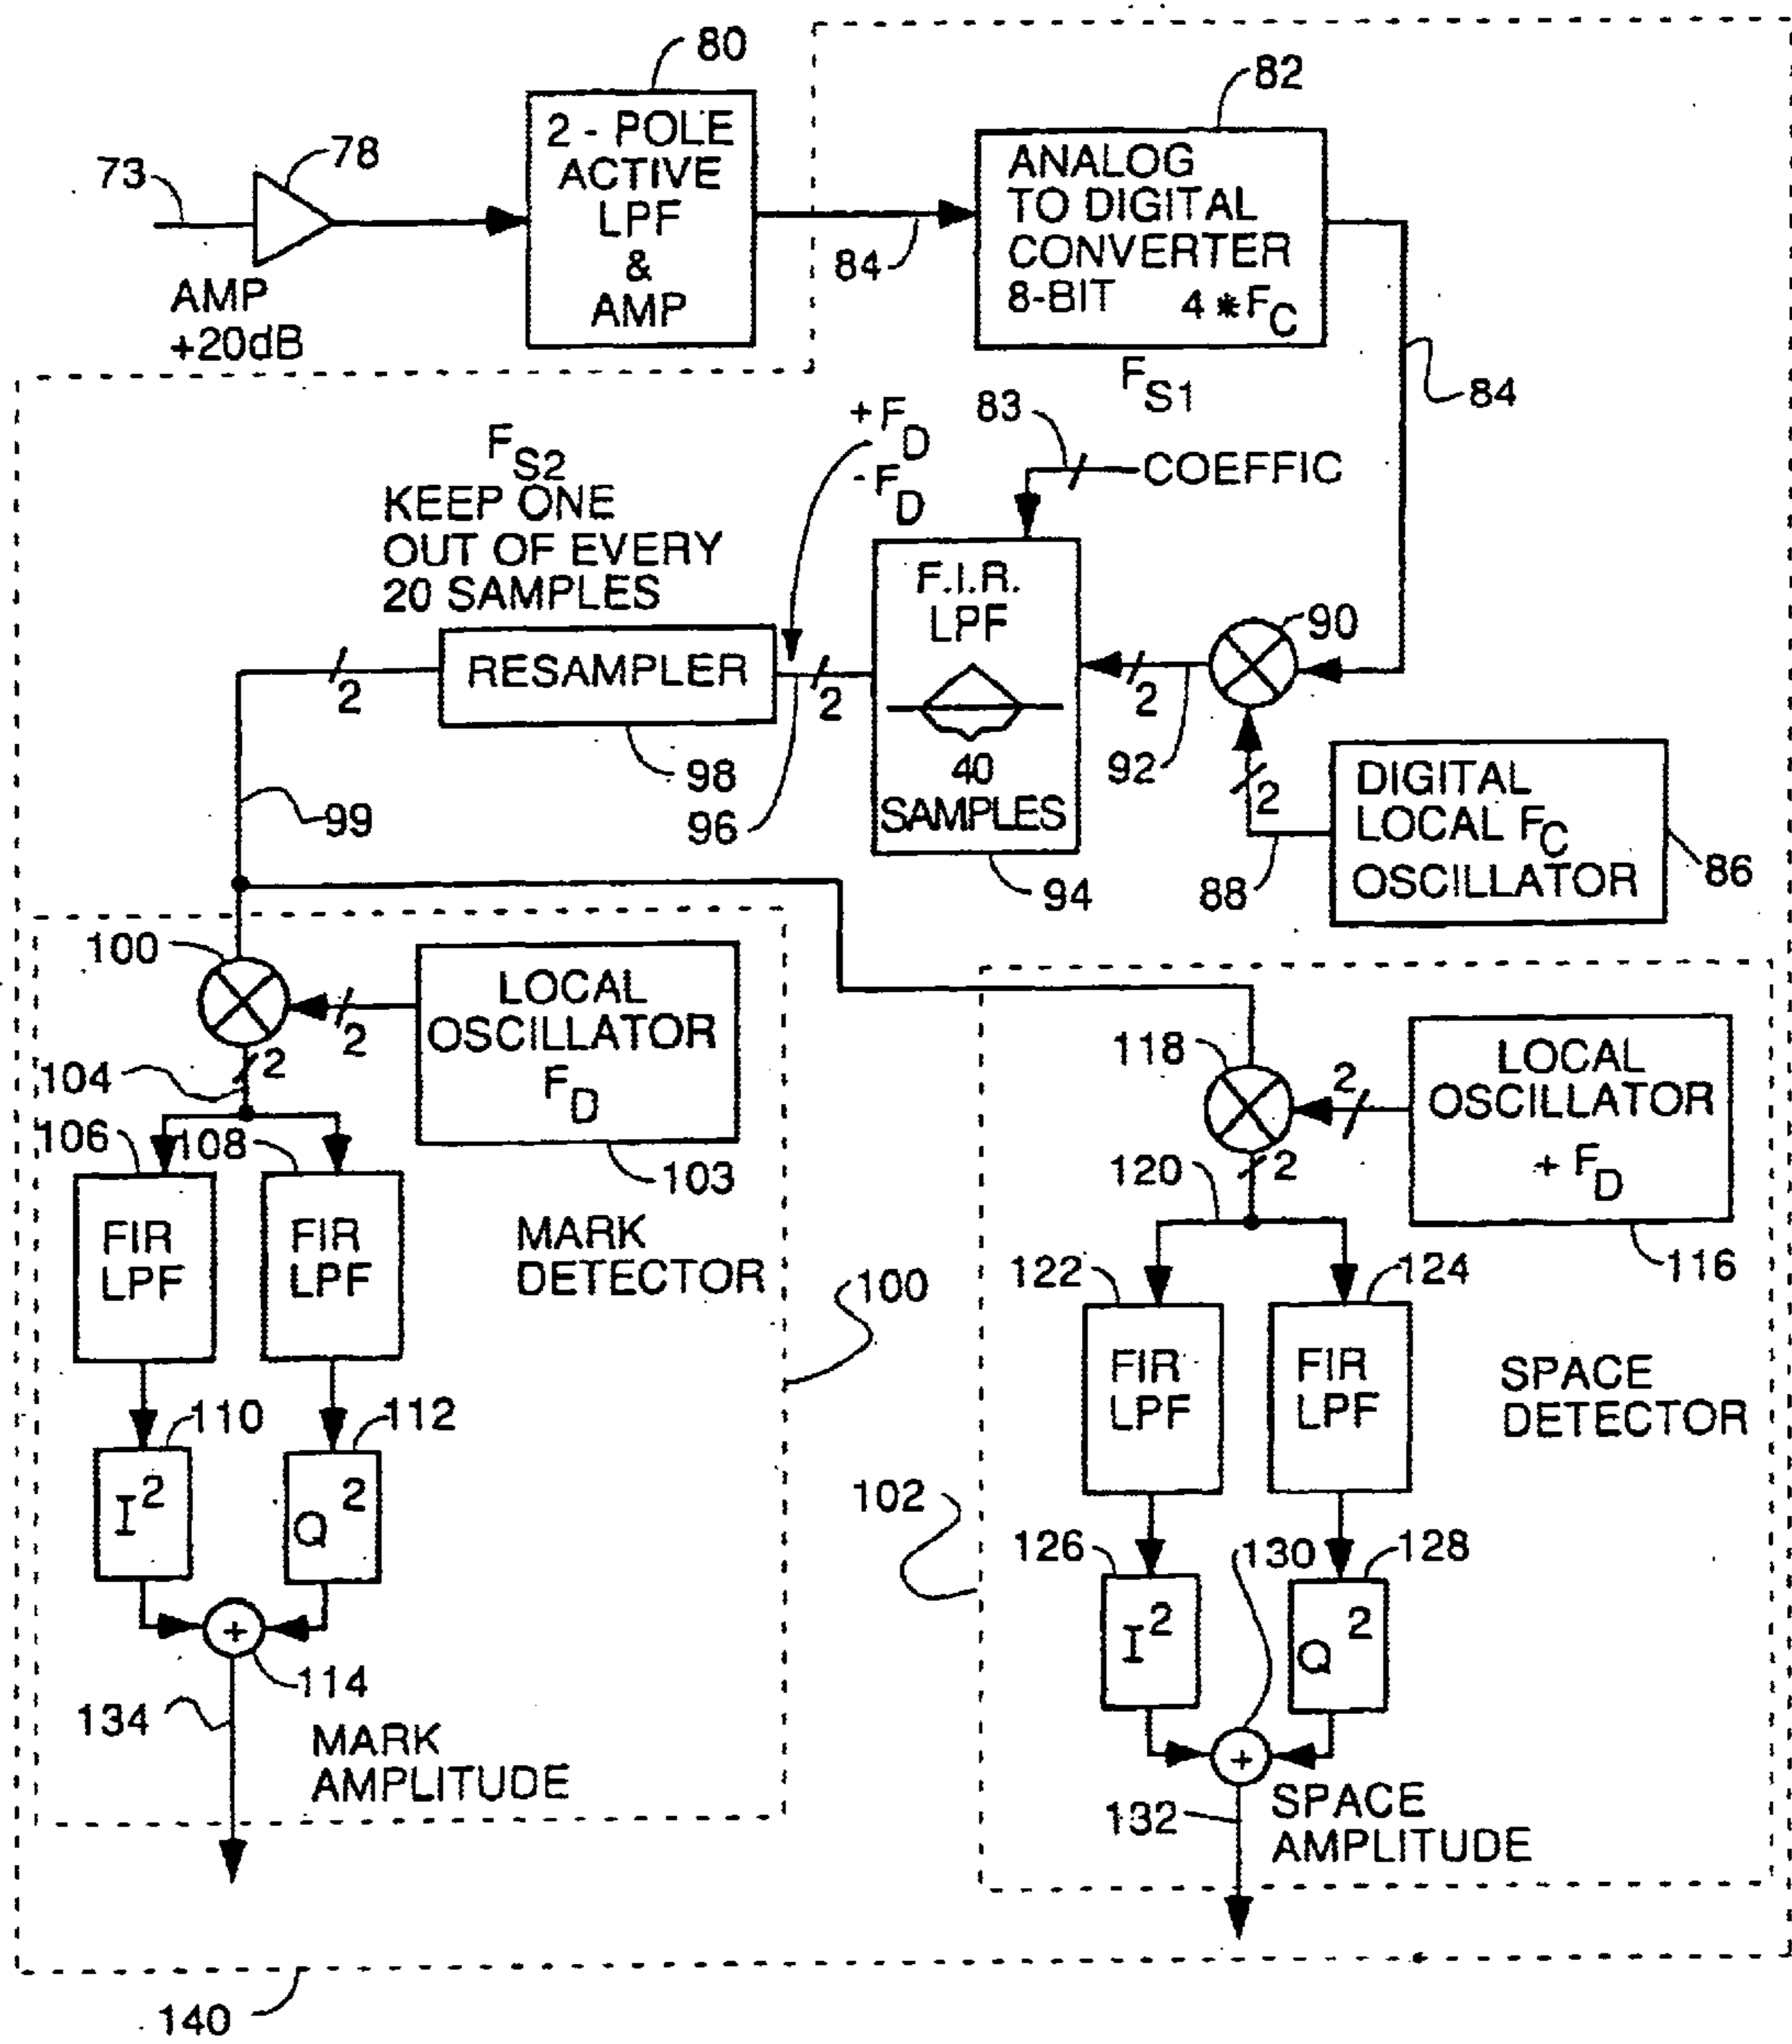 80
2 - POLE
ACTIVE
LPF
&
AMP
78
73
AMP
+20dB
84
82
ANALOG
TO DIGITAL
CONVERTER
8-BIT 4 * FC
FS1
84
83
COEFFIC
+FD
-FD
FS2
KEEP ONE
OUT OF EVERY
20 SAMPLES
RESAMPLER
98
2
2
96
99
F.I.R.
LPF
40
SAMPLES
94
2
92
90
2
88
DIGITAL
LOCAL FC
OSCILLATOR
86
100
LOCAL
OSCILLATOR
FD
2
103
104
2
106
108
FIR
LPF
FIR
LPF
MARK
DETECTOR
100
110
112
I2
Q2
+
114
134
MARK
AMPLITUDE
118
2
LOCAL
OSCILLATOR
+ FD
116
120
2
122
124
FIR
LPF
FIR
LPF
SPACE
DETECTOR
102
126
130
128
I2
Q2
+
132
SPACE
AMPLITUDE
140